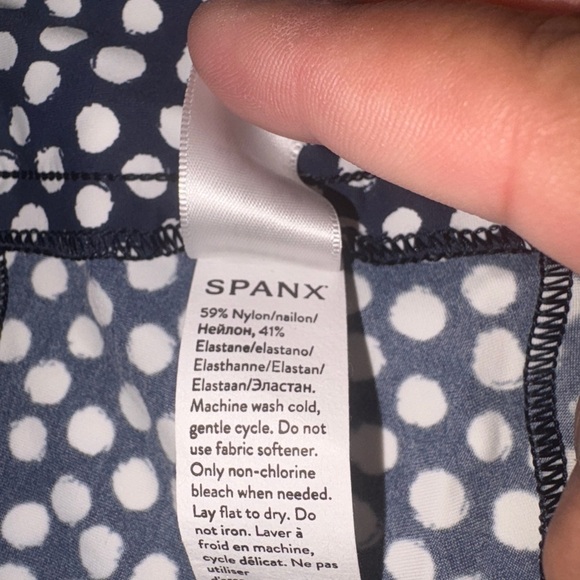 SPANX
59% Nylon/nailon/
Нейлон, 41%
Elastane/elastano/
Elasthanne/Elastan/
Elastaan/Эластан.
Machine wash cold,
gentle cycle. Do not
use fabric softener.
Only non-chlorine
bleach when needed.
Lay flat to dry. Do
not iron. Laver à
froid en machine,
cycle délicat. Ne pas
utiliser